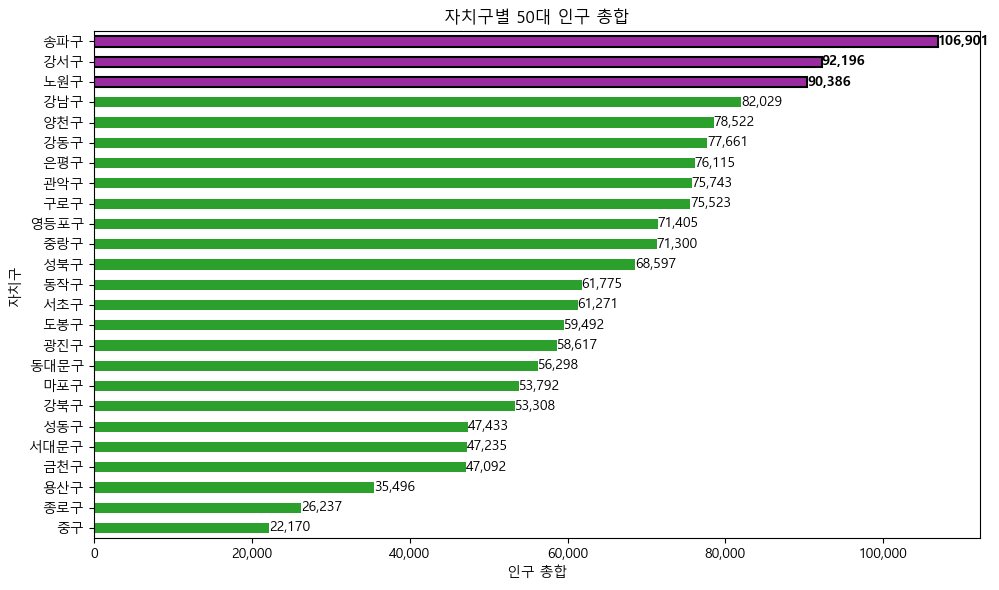 자치구별 50대 인구 총합
송파구 106,901
강서구 92,196
노원구 90,386
강남구 82,029
양천구 78,522
강동구 77,661
은평구 76,115
관악구 75,743
구로구 75,523
영등포구 71,405
중랑구 71,300
성북구 68,597
동작구 61,775
서초구 61,271
도봉구 59,492
광진구 58,617
동대문구 56,298
마포구 53,792
강북구 53,308
성동구 47,433
서대문구 47,235
금천구 47,092
용산구 35,496
종로구 26,237
중구 22,170
자치구
0 20,000 40,000 60,000 80,000 100,000
인구 총합